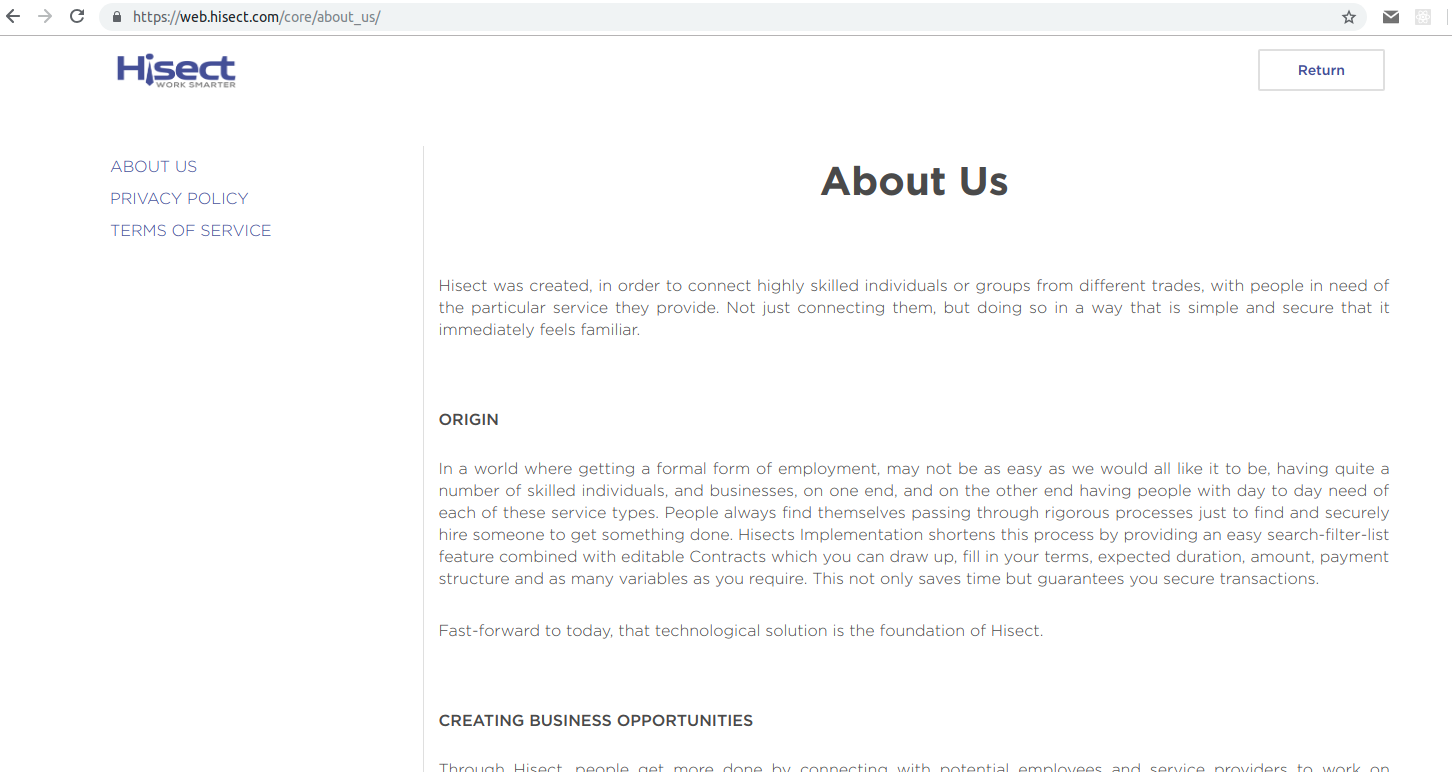 https://web.hisect.com/core/about_us/
Hisect
WORK SMARTER
Return
ABOUT US
PRIVACY POLICY
TERMS OF SERVICE
About Us
Hisect was created, in order to connect highly skilled individuals or groups from different trades, with people in need of
the particular service they provide. Not just connecting them, but doing so in a way that is simple and secure that it
immediately feels familiar.
ORIGIN
In a world where getting a formal form of employment, may not be as easy as we would all like it to be, having quite a
number of skilled individuals, and businesses, on one end, and on the other end having people with day to day need of
each of these service types. People always find themselves passing through rigorous processes just to find and securely
hire someone to get something done. Hisects Implementation shortens this process by providing an easy search-filter-list
feature combined with editable Contracts which you can draw up, fill in your terms, expected duration, amount, payment
structure and as many variables as you require. This not only saves time but guarantees you secure transactions.
Fast-forward to today, that technological solution is the foundation of Hisect.
CREATING BUSINESS OPPORTUNITIES
Through Hisect, people get more done by connecting with potential employees and service providers to work on